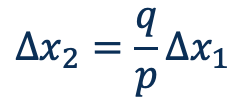 Δx₂ = q/p Δx₁